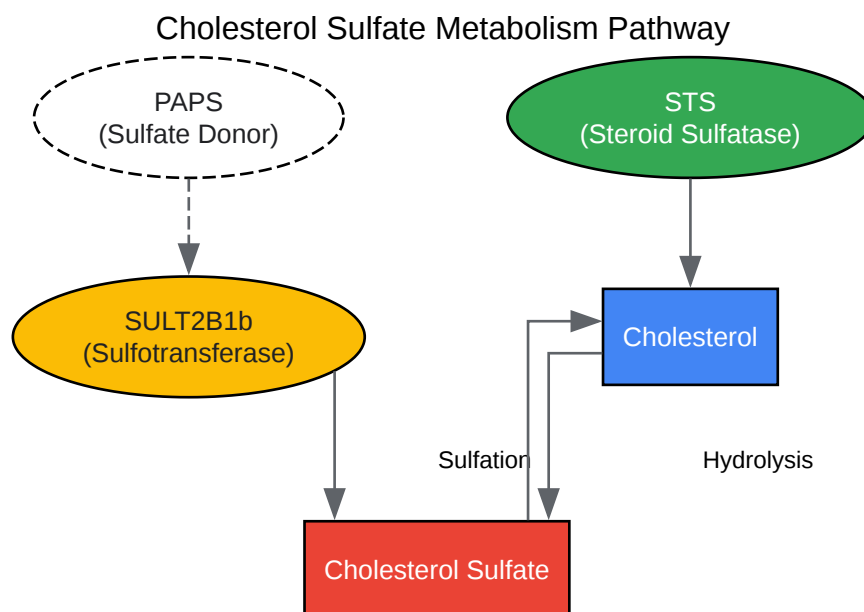 Cholesterol Sulfate Metabolism Pathway
PAPS
(Sulfate Donor)
STS
(Steroid Sulfatase)
SULT2B1b
(Sulfotransferase)
Cholesterol
Sulfation
Hydrolysis
Cholesterol Sulfate